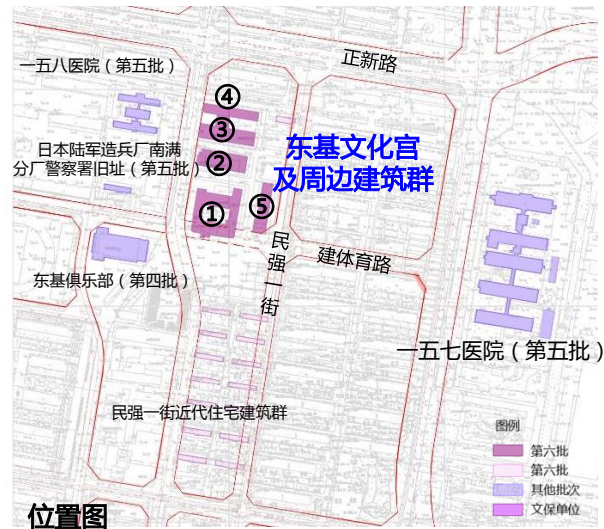 正新路
一五八医院（第五批）
④
③
日本陆军造兵厂南满
分厂警察署旧址（第五批）
②
东基文化宫
及周边建筑群
①
⑤
民强一街
建体育路
东基俱乐部（第四批）
一五七医院（第五批）
民强一街近代住宅建筑群
图例
第六批
第六批
其他批次
文保单位
位置图